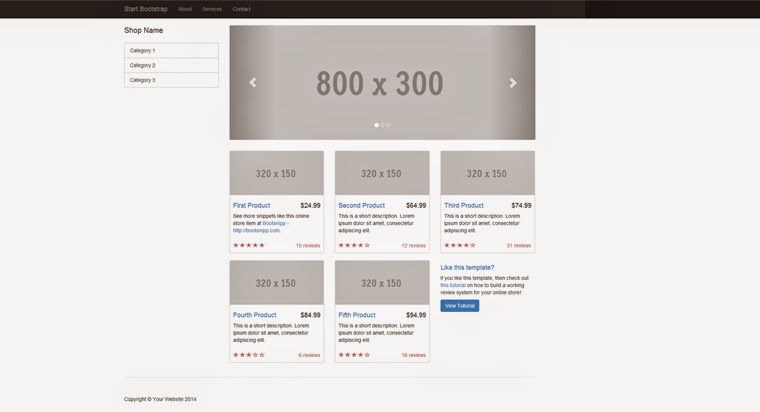 Start Bootstrap About Services Contact
Shop Name
Category 1
Category 2
Category 3
800 x 300
320 x 150
First Product $24.99
See more snippets like this online
store item at Bootsnipp -
http://bootsnipp.com.
15 reviews
320 x 150
Second Product $64.99
This is a short description. Lorem
ipsum dolor sit amet, consectetur
adipiscing elit.
12 reviews
320 x 150
Third Product $74.99
This is a short description. Lorem
ipsum dolor sit amet, consectetur
adipiscing elit.
31 reviews
320 x 150
Fourth Product $84.99
This is a short description. Lorem
ipsum dolor sit amet, consectetur
adipiscing elit.
6 reviews
320 x 150
Fifth Product $94.99
This is a short description. Lorem
ipsum dolor sit amet, consectetur
adipiscing elit.
18 reviews
Like this template?
If you like this template, then check out
this tutorial on how to build a working
review system for your online store!
View Tutorial
Copyright © Your Website 2014